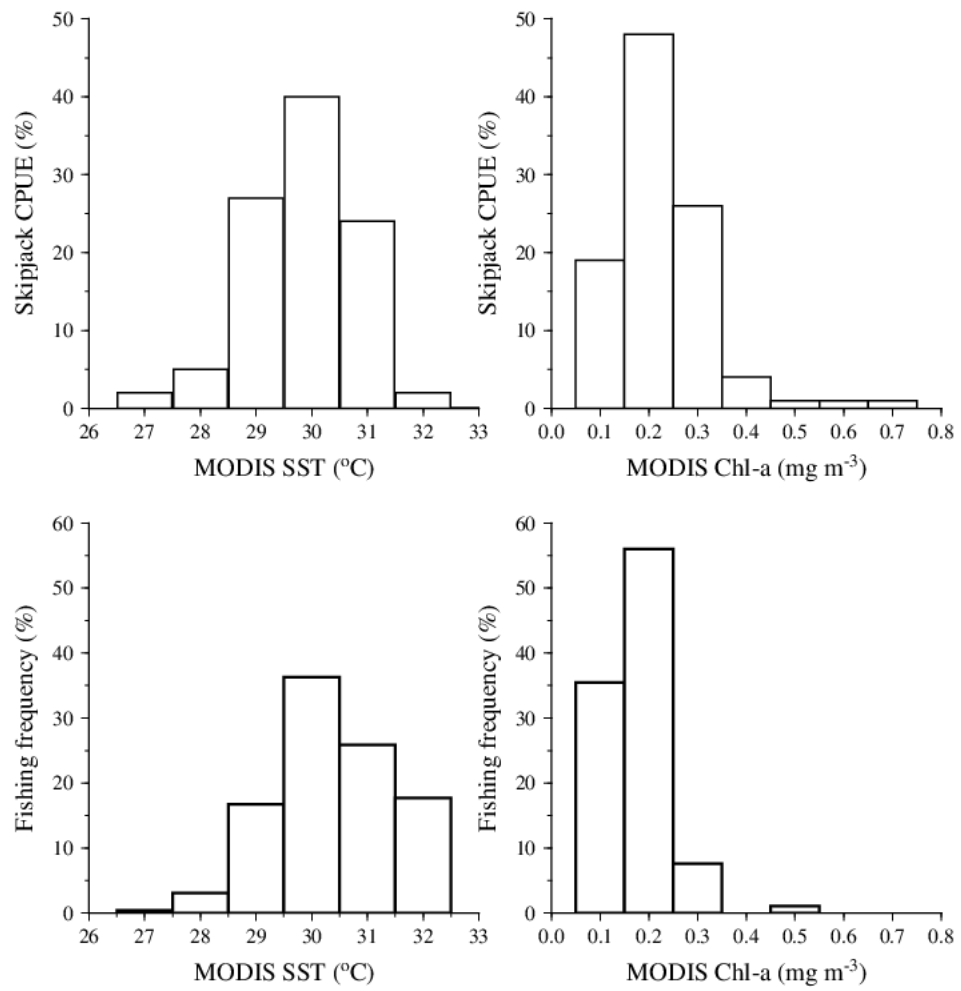 Skipjack CPUE (%)
50
40
30
20
10
0
26 27 28 29 30 31 32 33
MODIS SST (°C)
Skipjack CPUE (%)
50
40
30
20
10
0
0.0 0.1 0.2 0.3 0.4 0.5 0.6 0.7 0.8
MODIS Chl-a (mg m⁻³)
Fishing frequency (%)
60
50
40
30
20
10
0
26 27 28 29 30 31 32 33
MODIS SST (°C)
Fishing frequency (%)
60
50
40
30
20
10
0
0.0 0.1 0.2 0.3 0.4 0.5 0.6 0.7 0.8
MODIS Chl-a (mg m⁻³)